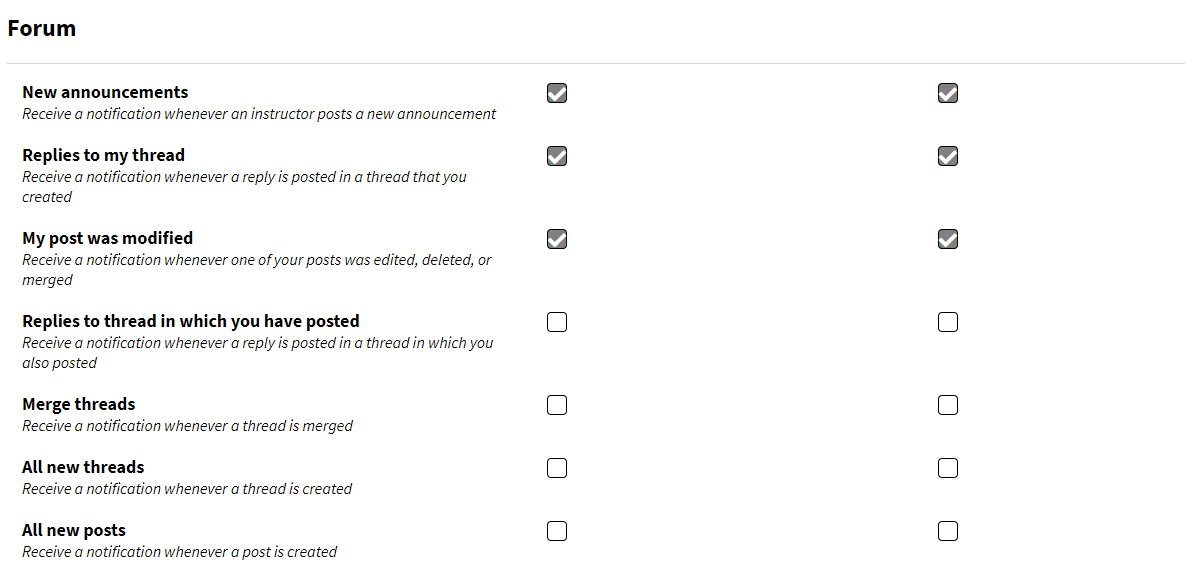 Forum
New announcements
Receive a notification whenever an instructor posts a new announcement
Replies to my thread
Receive a notification whenever a reply is posted in a thread that you
created
My post was modified
Receive a notification whenever one of your posts was edited, deleted, or
merged
Replies to thread in which you have posted
Receive a notification whenever a reply is posted in a thread in which you
also posted
Merge threads
Receive a notification whenever a thread is merged
All new threads
Receive a notification whenever a thread is created
All new posts
Receive a notification whenever a post is created